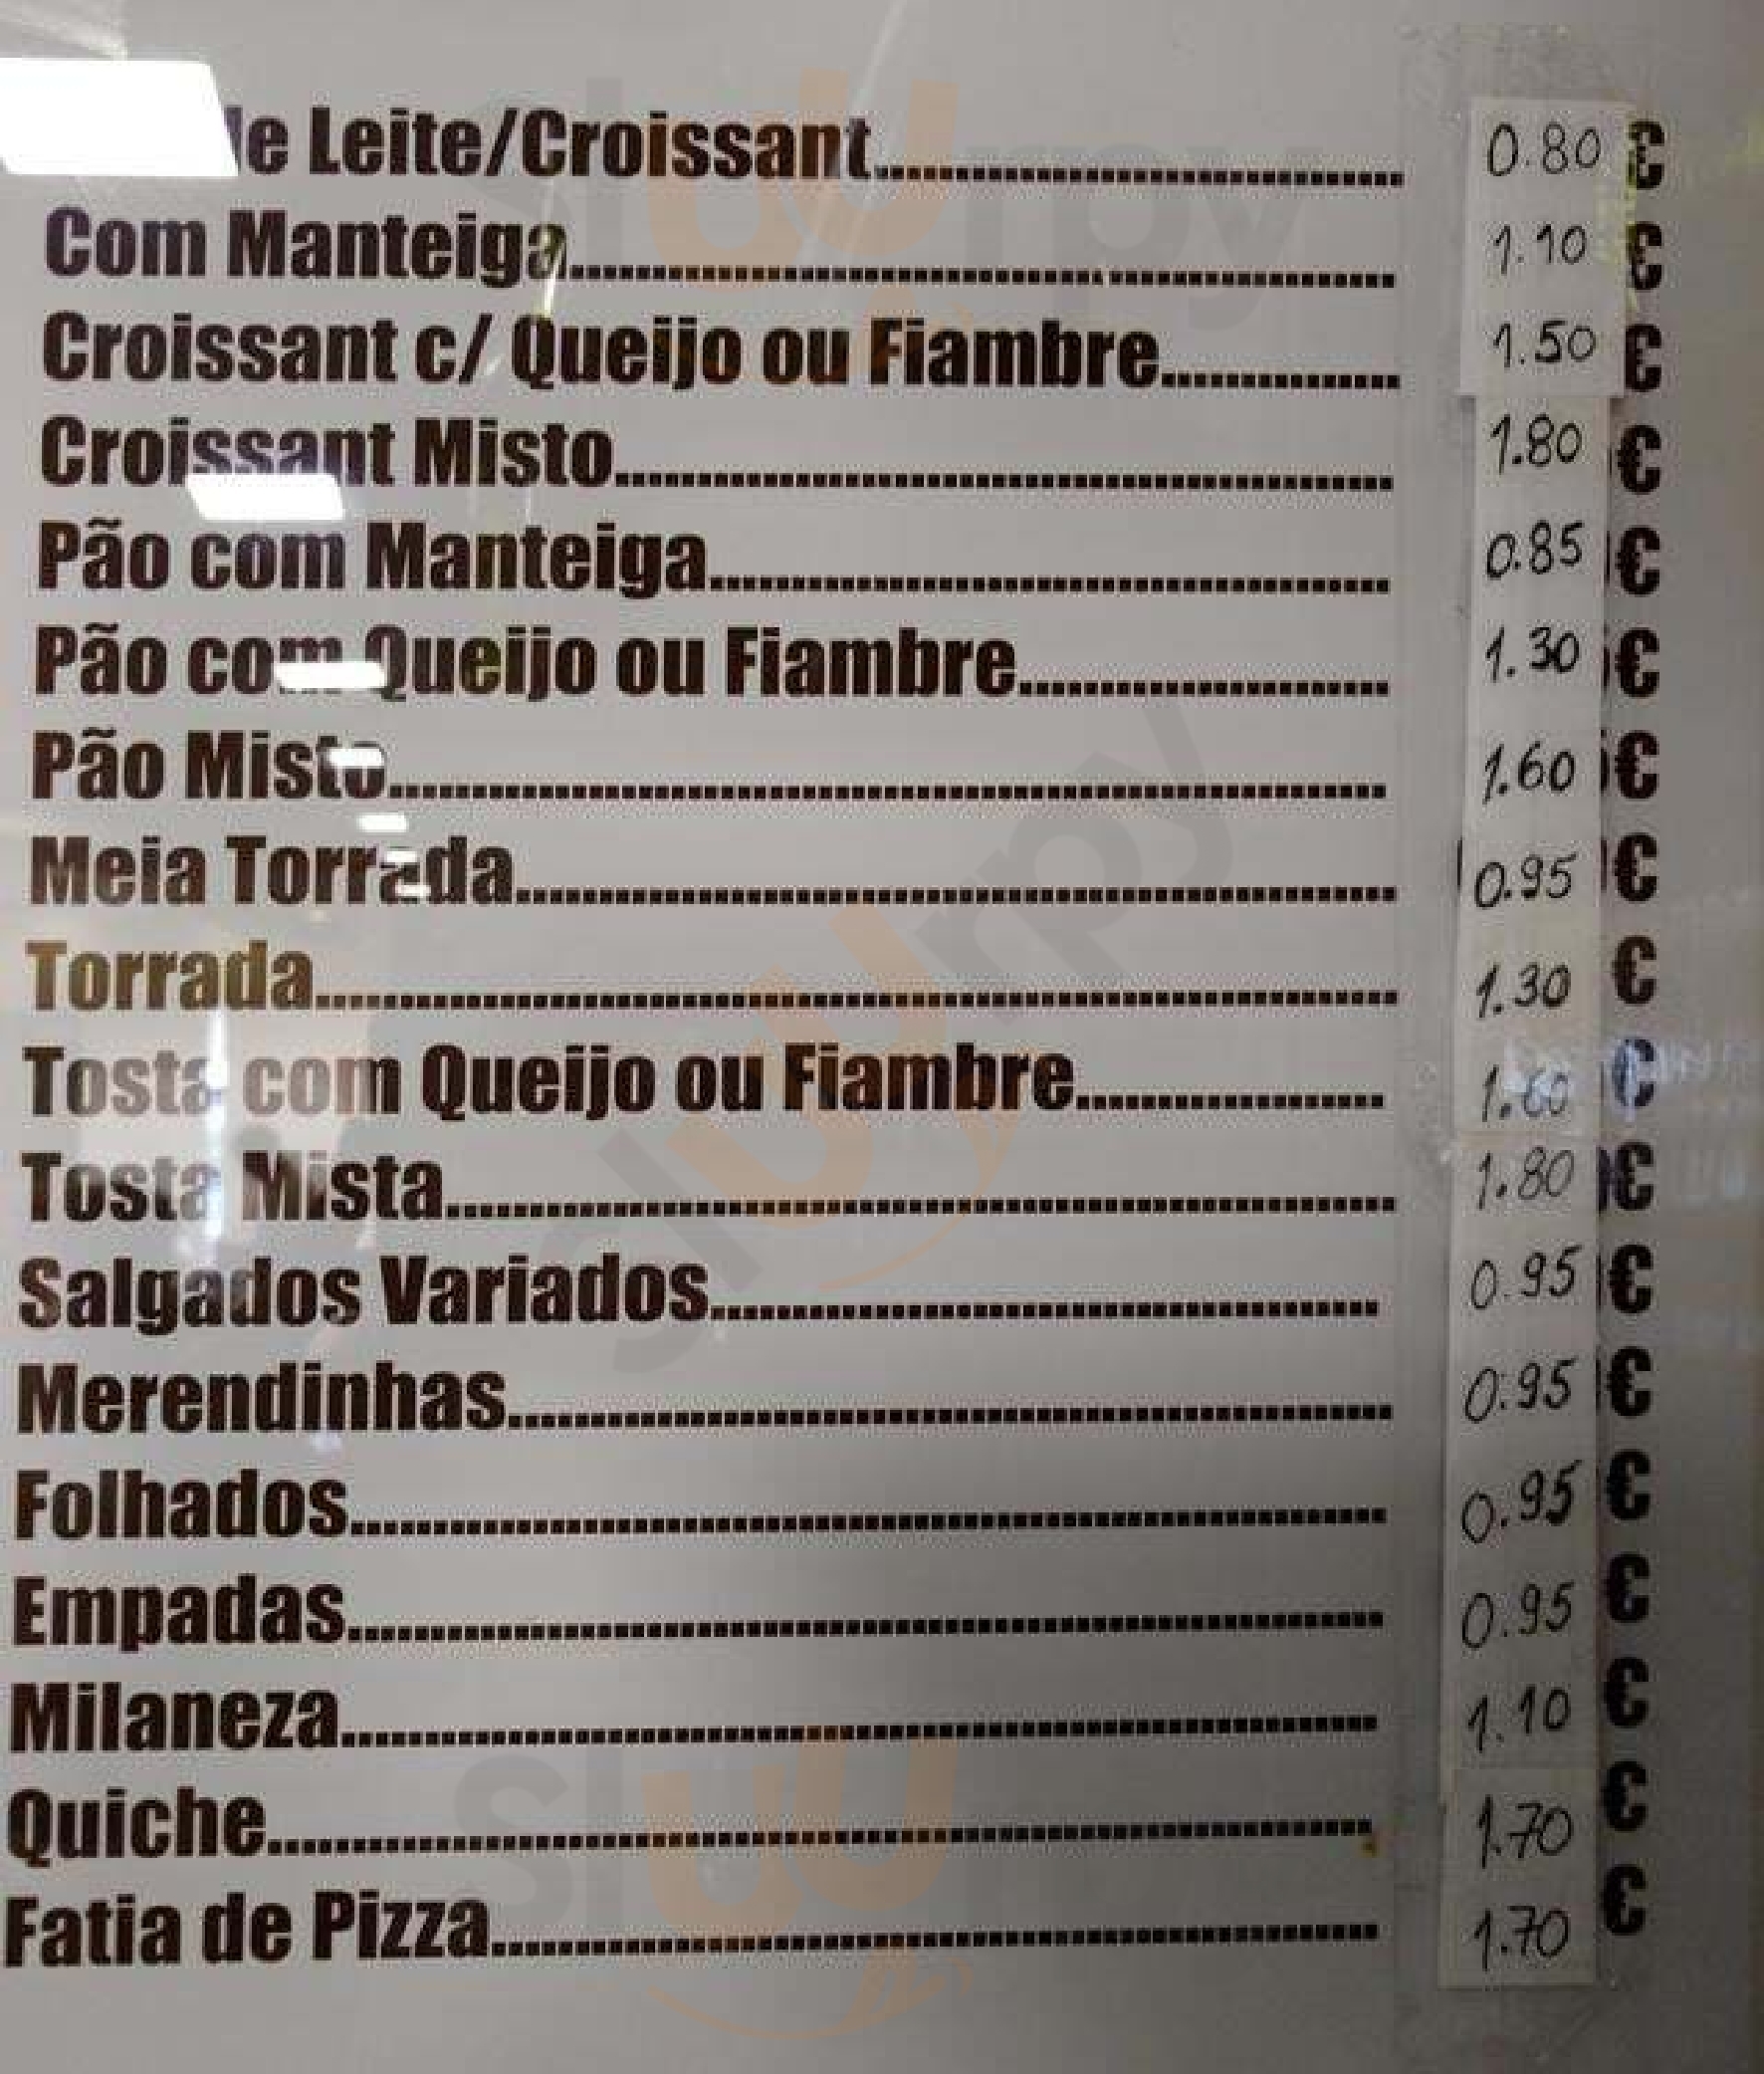 le Leite/Croissant 0.80 €
Com Manteiga 1.10 €
Croissant c/ Queijo ou Fiambre 1.50 €
Croissant Misto 1.80 €
Pão com Manteiga 0.85 €
Pão com Queijo ou Fiambre 1.30 €
Pão Misto 1.60 €
Meia Torrada 0.95 €
Torrada 1.30 €
Tosta com Queijo ou Fiambre 1.60 €
Tosta Mista 1.80 €
Salgados Variados 0.95 €
Merendinhas 0.95 €
Folhados 0.95 €
Empadas 0.95 €
Milaneza 1.10 €
Quiche 1.70 €
Fatia de Pizza 1.70 €
sluurpy
slurpy
sluu